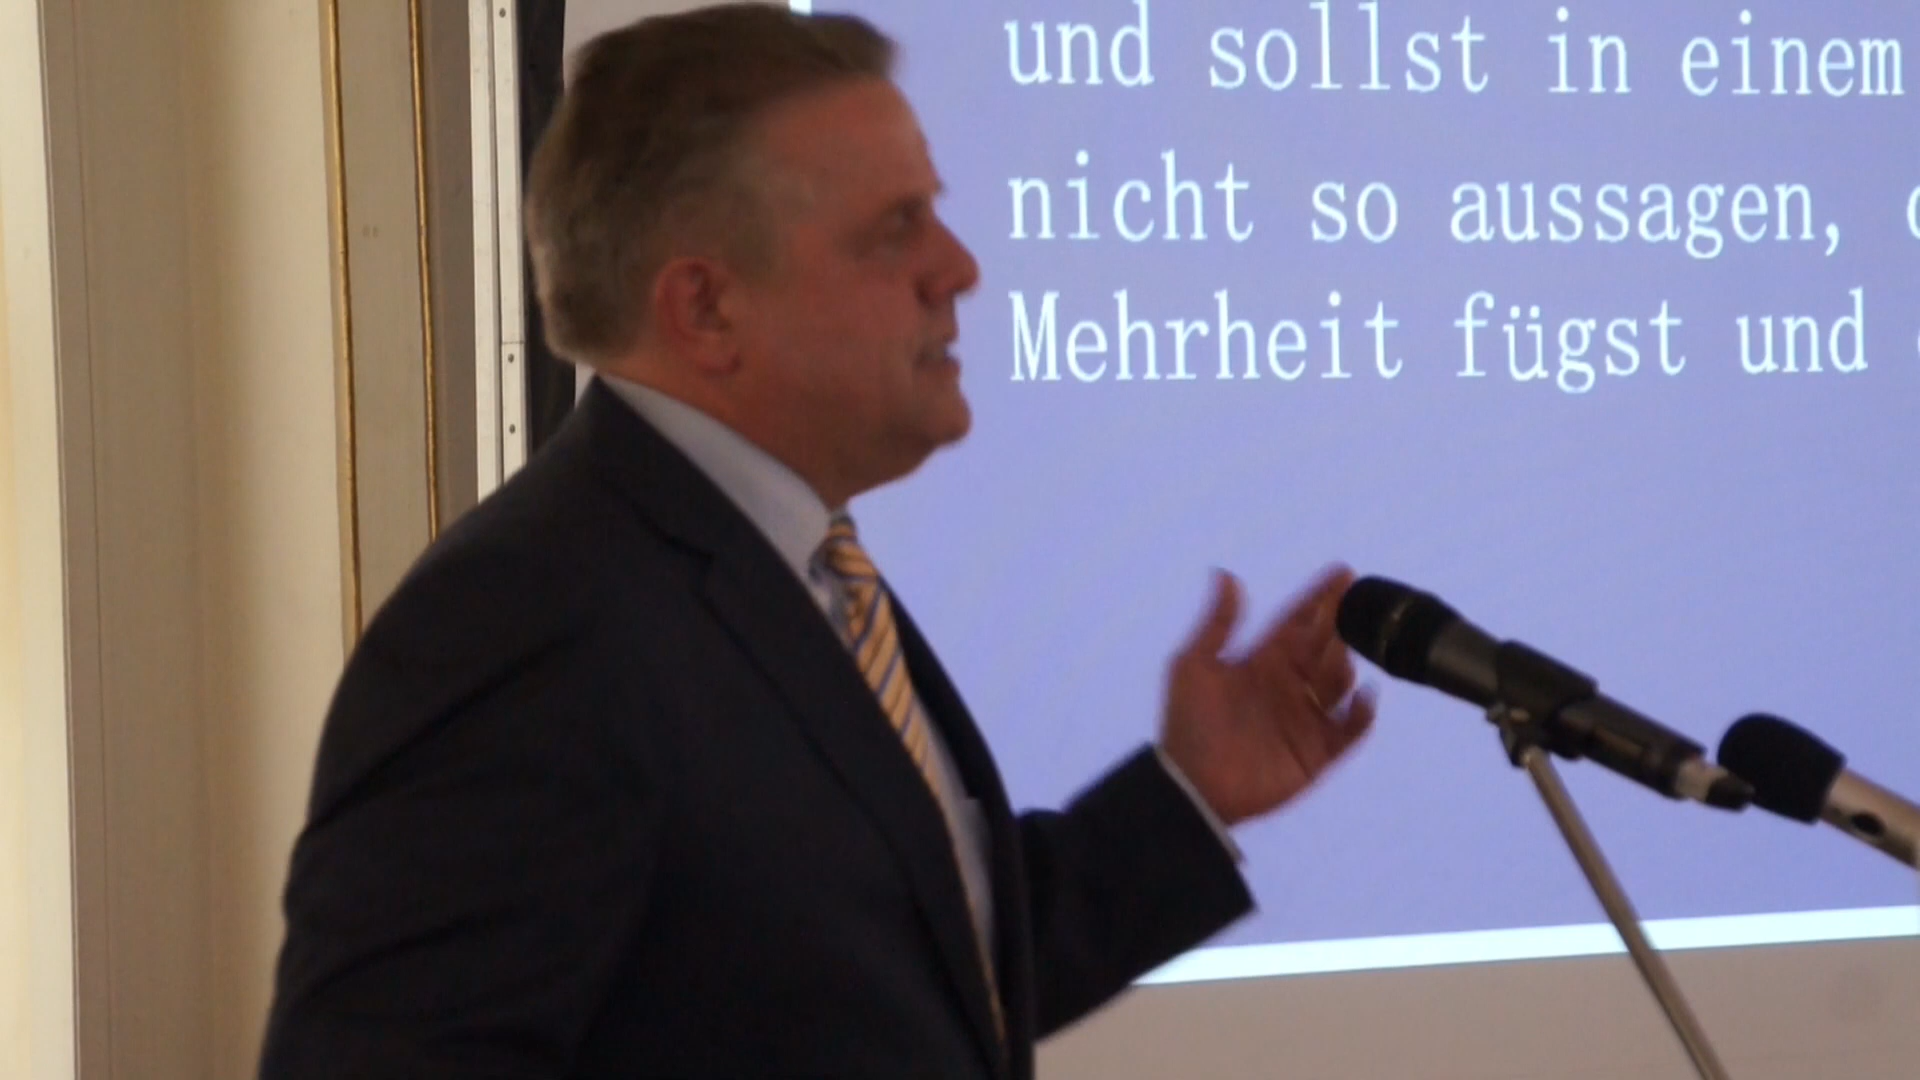 und sollst in einem
nicht so aussagen,
Mehrheit fügst und